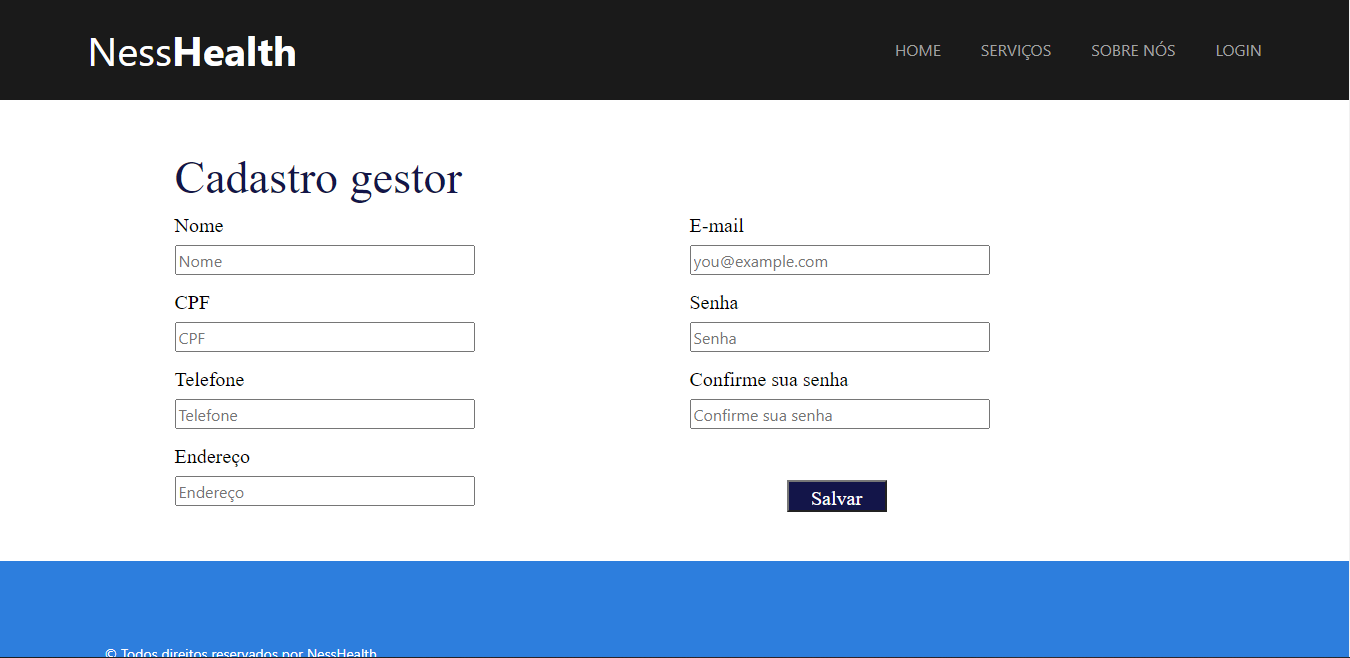 NessHealth
HOME SERVIÇOS SOBRE NÓS LOGIN
Cadastro gestor
Nome
Nome
CPF
CPF
Telefone
Telefone
Endereço
Endereço
E-mail
you@example.com
Senha
Senha
Confirme sua senha
Confirme sua senha
Salvar
© Todos direitos reservados por NessHealth